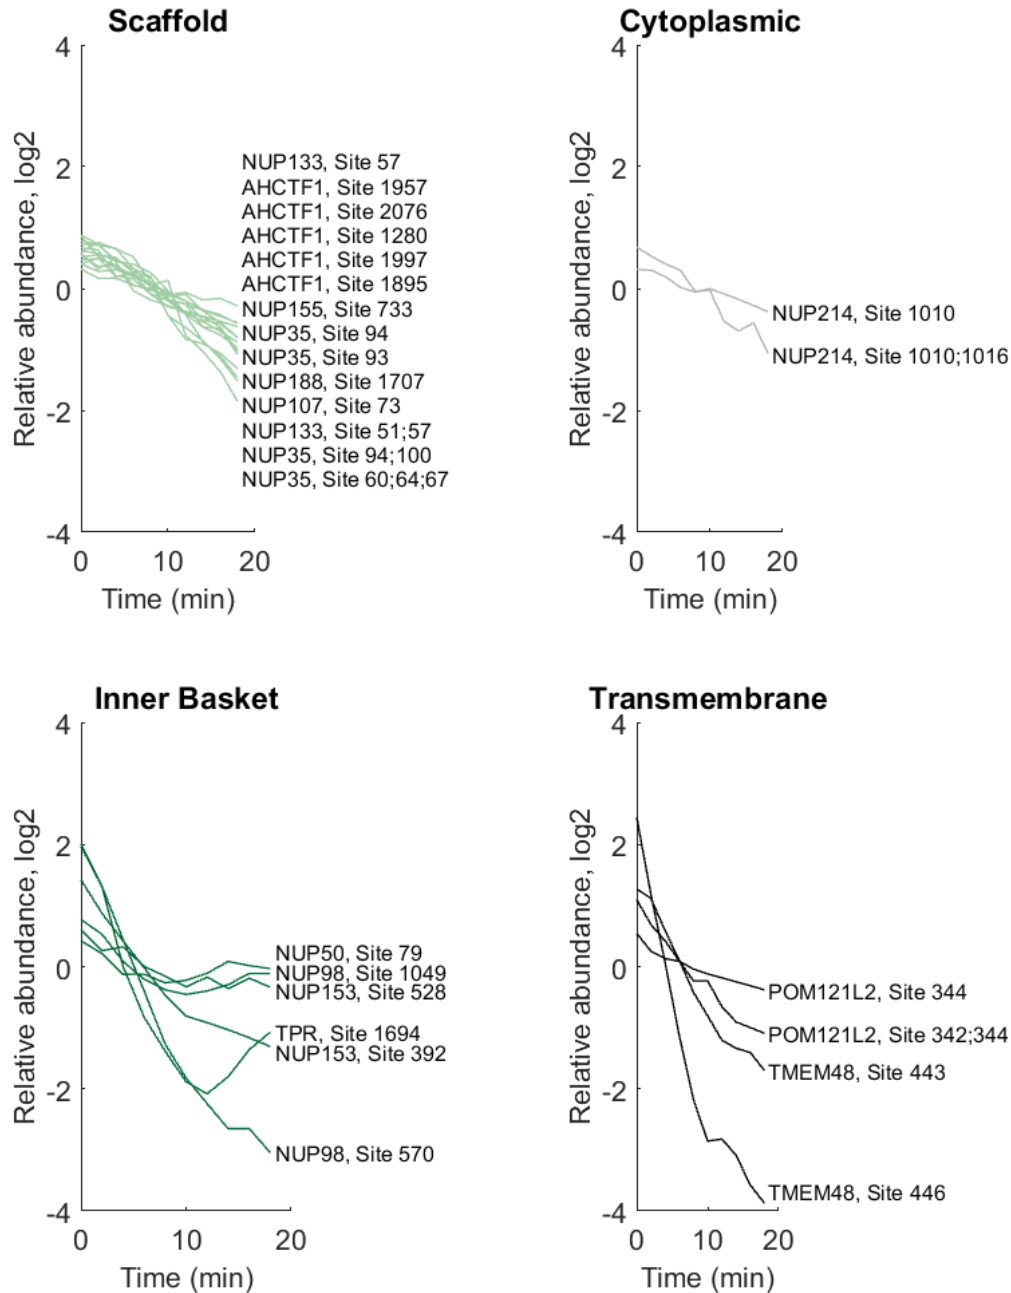 Scaffold
4
2
0
-2
-4
0
10
20
Relative abundance, log2
Time (min)
NUP133, Site 57
AHCTF1, Site 1957
AHCTF1, Site 2076
AHCTF1, Site 1280
AHCTF1, Site 1997
AHCTF1, Site 1895
NUP155, Site 733
NUP35, Site 94
NUP35, Site 93
NUP188, Site 1707
NUP107, Site 73
NUP133, Site 51;57
NUP35, Site 94;100
NUP35, Site 60;64;67
Cytoplasmic
4
2
0
-2
-4
0
10
20
Relative abundance, log2
Time (min)
NUP214, Site 1010
NUP214, Site 1010;1016
Inner Basket
4
2
0
-2
-4
0
10
20
Relative abundance, log2
Time (min)
NUP50, Site 79
NUP98, Site 1049
NUP153, Site 528
TPR, Site 1694
NUP153, Site 392
NUP98, Site 570
Transmembrane
4
2
0
-2
-4
0
10
20
Relative abundance, log2
Time (min)
POM121L2, Site 344
POM121L2, Site 342;344
TMEM48, Site 443
TMEM48, Site 446